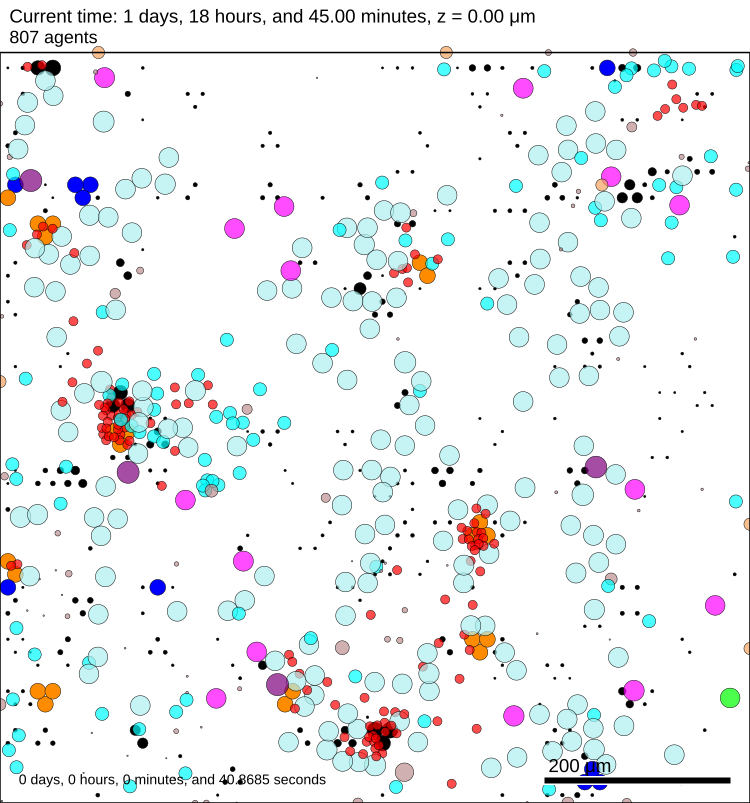 Current time: 1 days, 18 hours, and 45.00 minutes, z = 0.00 μm
807 agents
200 μm
0 days, 0 hours, 0 minutes, and 40.8685 seconds